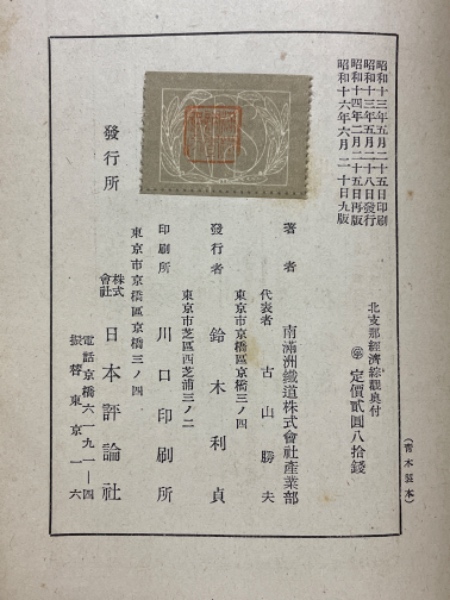 昭和十三年五月二十五日印刷
昭和十三年五月二十八日發行
昭和十四年二月二十五日再版
昭和十六年六月二十日九版
北支那經濟綜觀奧付
定價貳圓八拾錢
(青木製本)
著者 南滿洲鐵道株式會社產業部
代表者 古山勝夫
東京市京橋區京橋三ノ四
發行者 鈴木利貞
東京市芝區西芝浦三ノ二
印刷所 川口印刷所
東京市京橋區京橋三ノ四
發行所 株式會社 日本評論社
電話京橋六一九一―四
振替東京一六